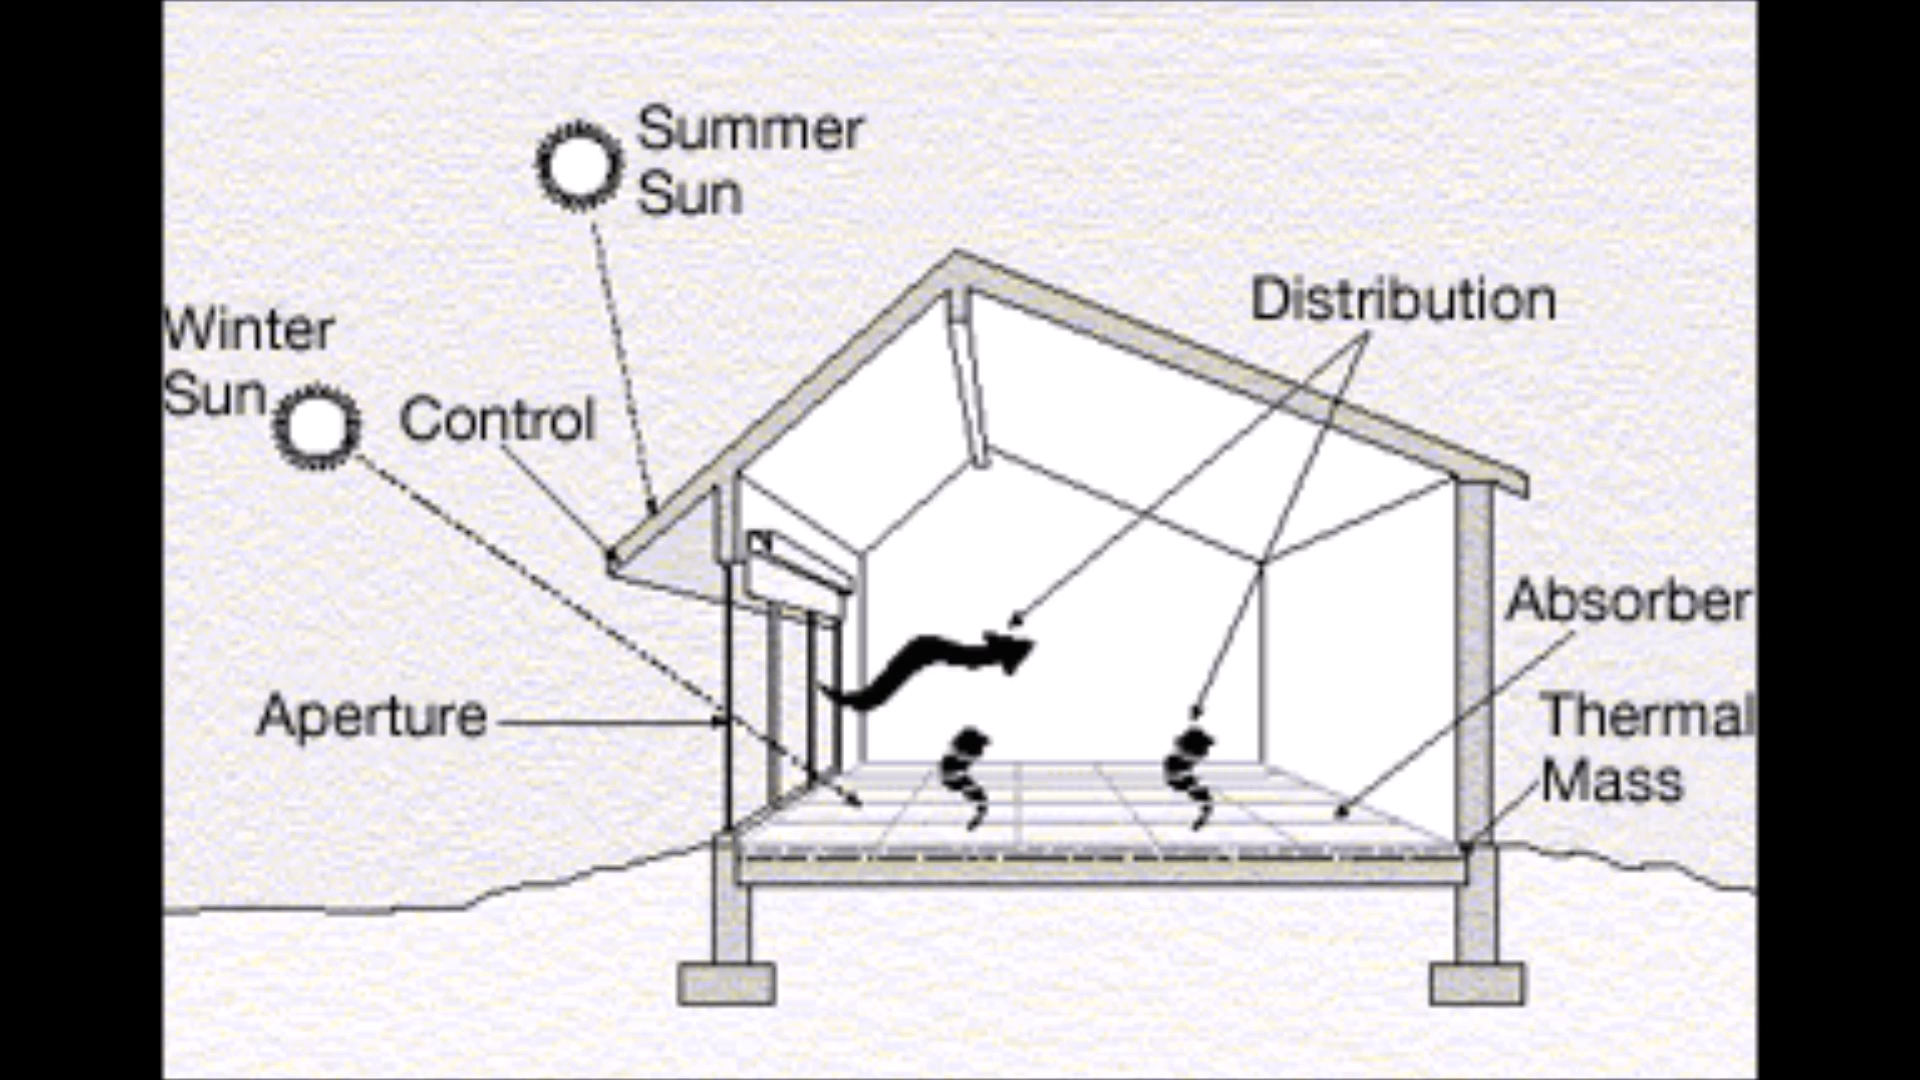 Summer
Sun
Winter
Sun
Control
Distribution
Absorber
Aperture
Thermal
Mass